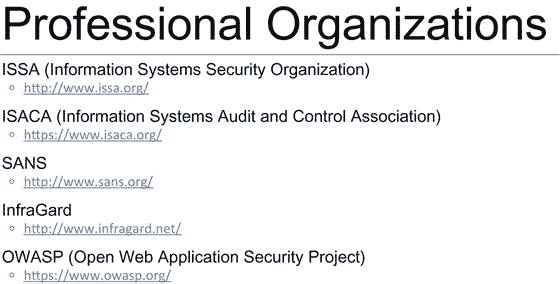 Professional Organizations
ISSA (Information Systems Security Organization)
http://www.issa.org/
ISACA (Information Systems Audit and Control Association)
https://www.isaca.org/
SANS
http://www.sans.org/
InfraGard
http://www.infragard.net/
OWASP (Open Web Application Security Project)
https://www.owasp.org/